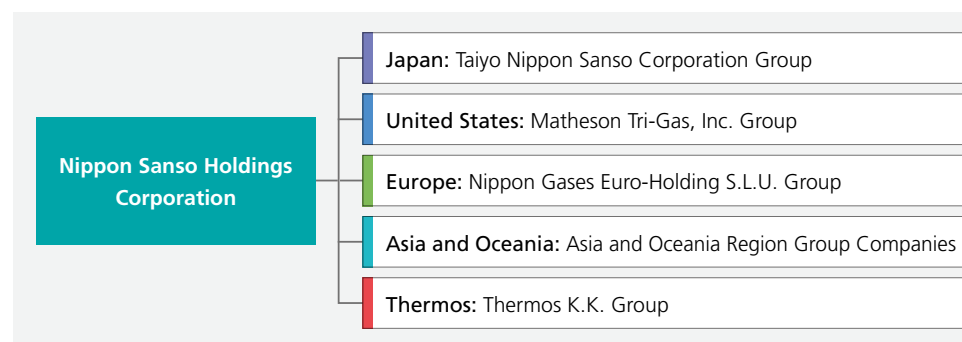 Nippon Sanso Holdings
Corporation
Japan: Taiyo Nippon Sanso Corporation Group
United States: Matheson Tri-Gas, Inc. Group
Europe: Nippon Gases Euro-Holding S.L.U. Group
Asia and Oceania: Asia and Oceania Region Group Companies
Thermos: Thermos K.K. Group